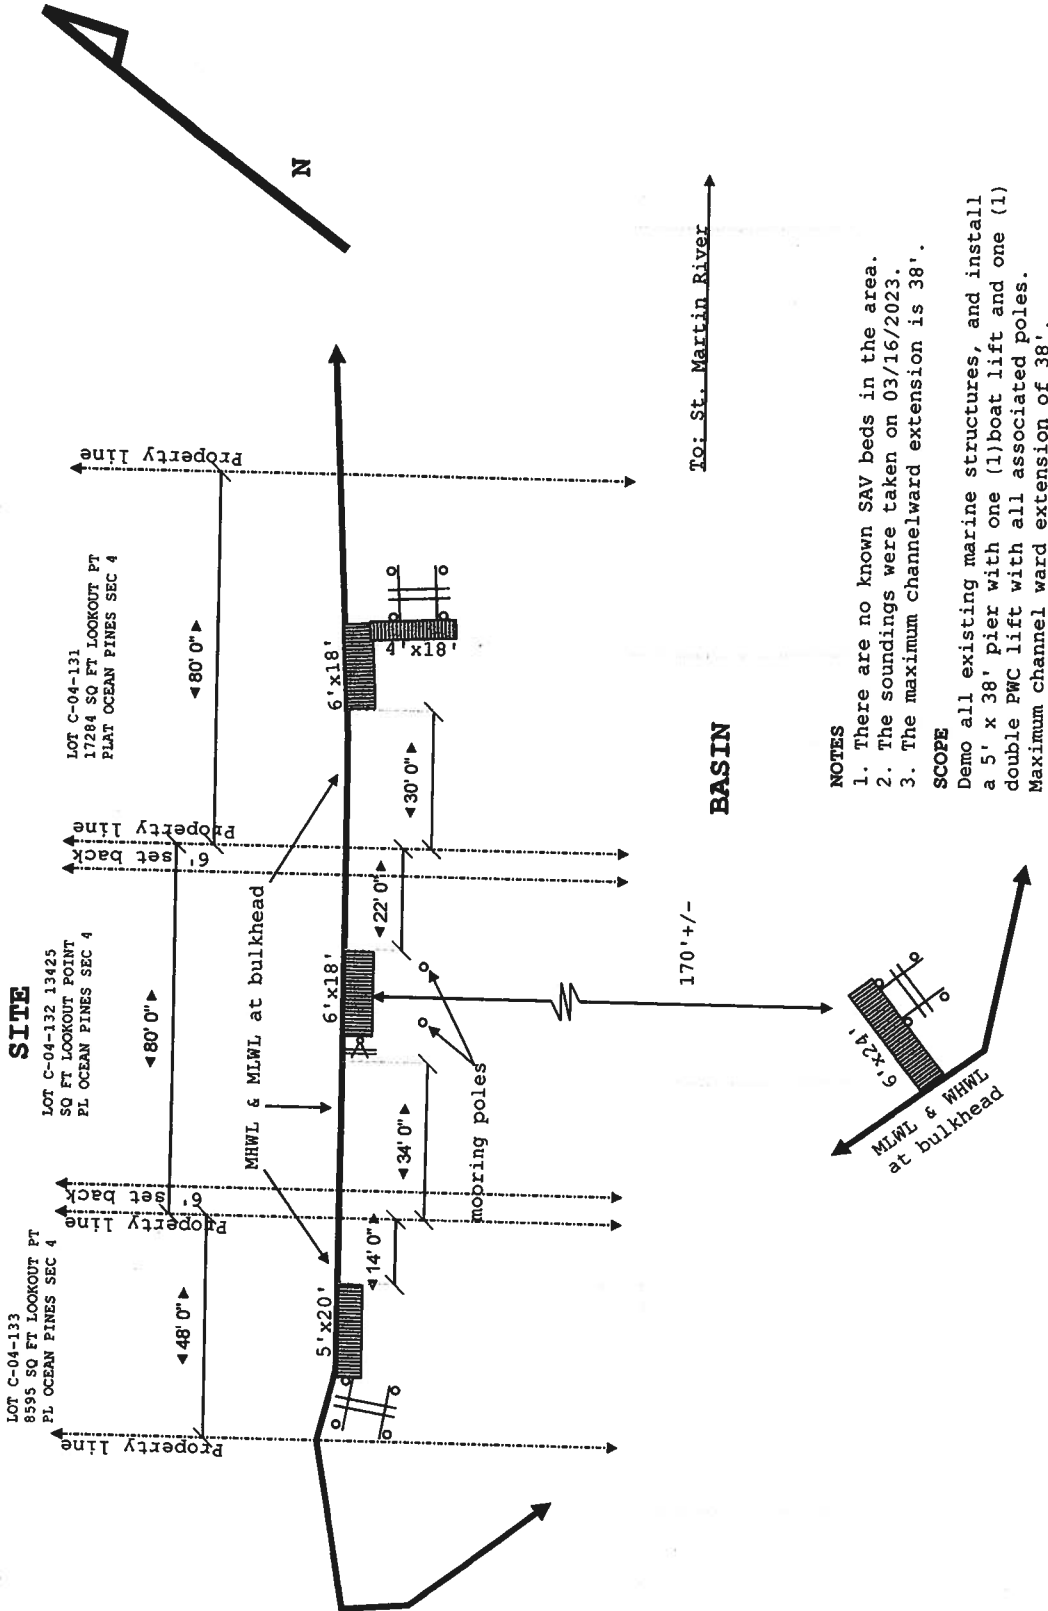 SITE
LOT C-04-133
8595 SQ FT LOOKOUT PT
PL OCEAN PINES SEC 4
LOT C-04-132 13425
SQ FT LOOKOUT POINT
PL OCEAN PINES SEC 4
LOT C-04-131
17284 SQ FT LOOKOUT PT
PLAT OCEAN PINES SEC 4
Property line
48' 0"
Property line
6' set back
80' 0"
6' set back
Property line
80' 0"
Property line
N
MHWL & MLWL at bulkhead
5'x20'
14' 0"
34' 0"
6'x18'
22' 0"
30' 0"
6'x18'
4'x18'
mooring poles
170'+/-
BASIN
To: St. Martin River
6'x24'
MLWL & WHWL
at bulkhead
NOTES
1. There are no known SAV beds in the area.
2. The soundings were taken on 03/16/2023.
3. The maximum channelward extension is 38'.
SCOPE
Demo all existing marine structures, and install
a 5' x 38' pier with one (1)boat lift and one (1)
double PWC lift with all associated poles.
Maximum channel ward extension of 38'.